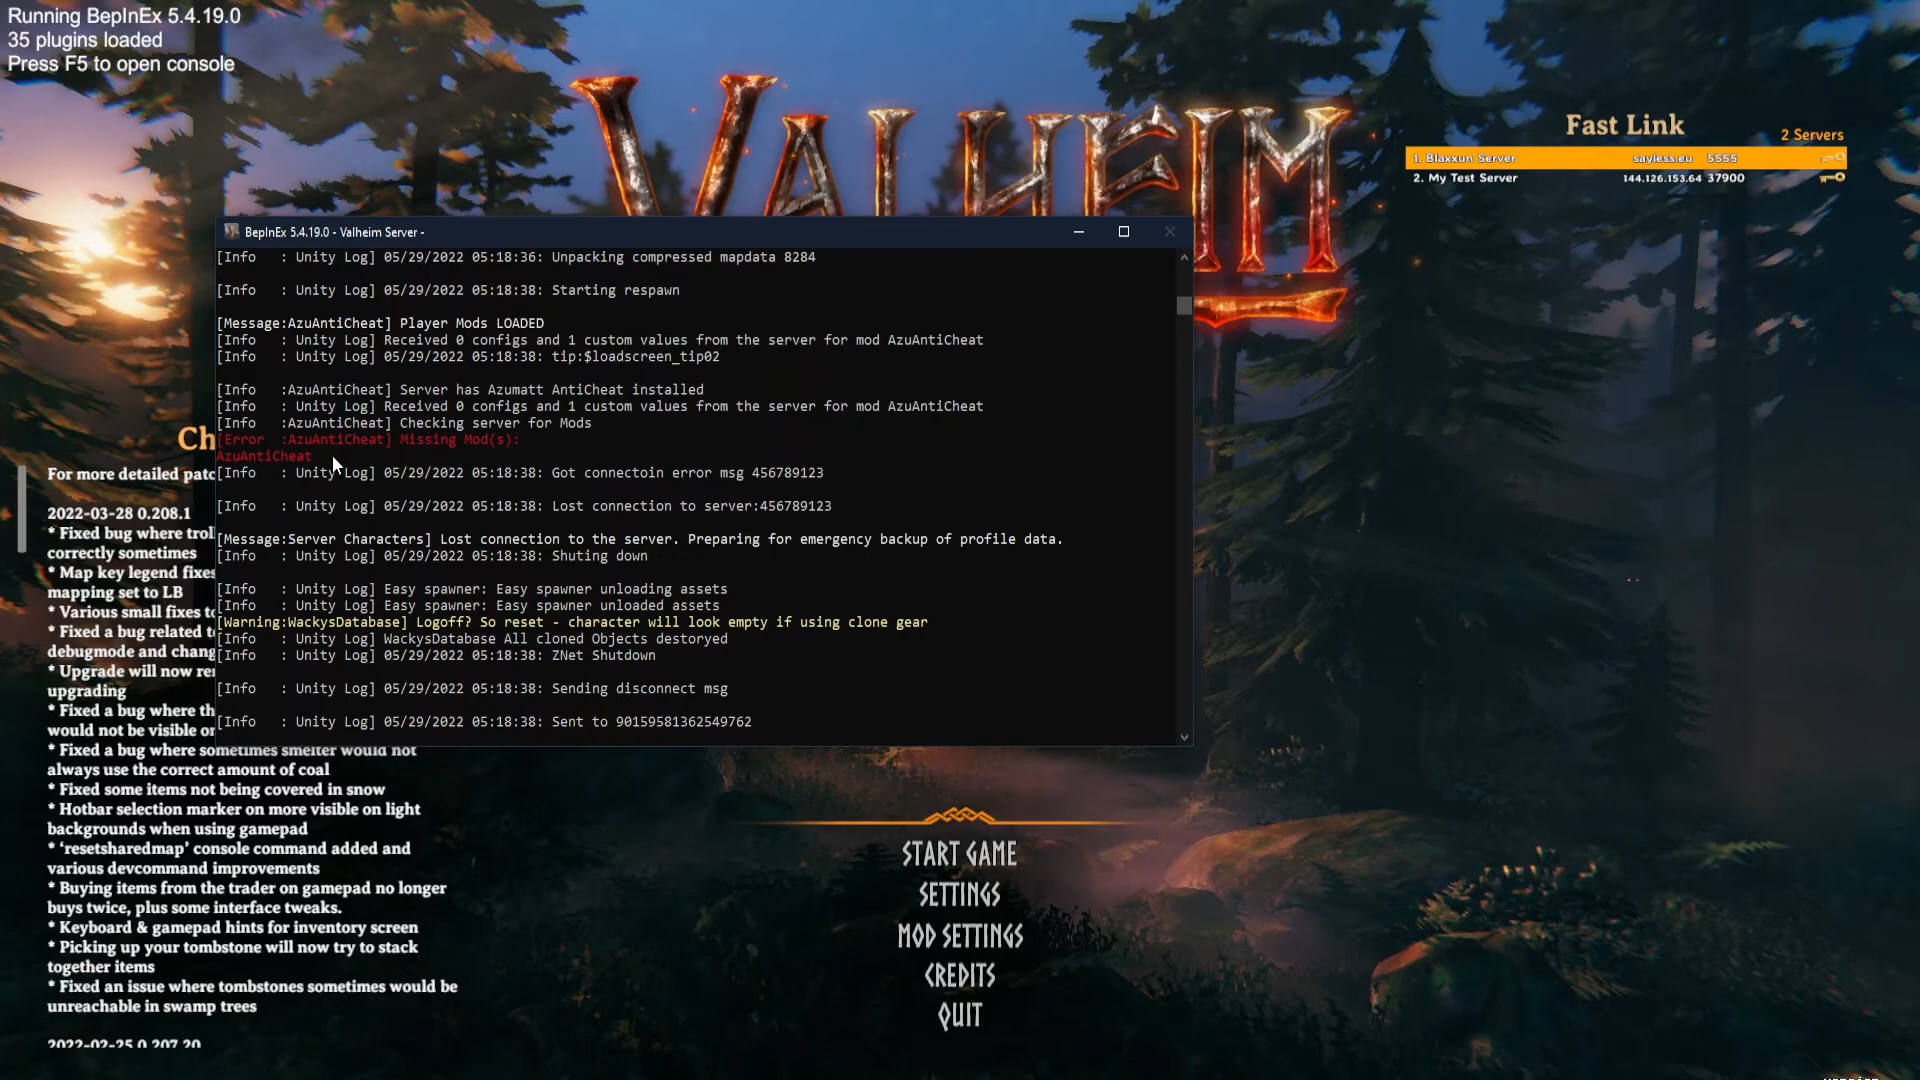 Running BepInEx 5.4.19.0
35 plugins loaded
Press F5 to open console
VALHEIM
Fast Link
2 Servers
1. Blaxxun Server sayless.eu 5555
2. My Test Server 144.126.153.64 37900
BepInEx 5.4.19.0 - Valheim Server -
[Info   : Unity Log] 05/29/2022 05:18:36: Unpacking compressed mapdata 8284
[Info   : Unity Log] 05/29/2022 05:18:38: Starting respawn
[Message:AzuAntiCheat] Player Mods LOADED
[Info   : Unity Log] Received 0 configs and 1 custom values from the server for mod AzuAntiCheat
[Info   : Unity Log] 05/29/2022 05:18:38: tip:$loadscreen_tip02
[Info   :AzuAntiCheat] Server has Azumatt AntiCheat installed
[Info   : Unity Log] Received 0 configs and 1 custom values from the server for mod AzuAntiCheat
[Info   :AzuAntiCheat] Checking server for Mods
[Error  :AzuAntiCheat] Missing Mod(s):
AzuAntiCheat
[Info   : Unity Log] 05/29/2022 05:18:38: Got connectoin error msg 456789123
[Info   : Unity Log] 05/29/2022 05:18:38: Lost connection to server:456789123
[Message:Server Characters] Lost connection to the server. Preparing for emergency backup of profile data.
[Info   : Unity Log] 05/29/2022 05:18:38: Shuting down
[Info   : Unity Log] Easy spawner: Easy spawner unloading assets
[Info   : Unity Log] Easy spawner: Easy spawner unloaded assets
[Warning:WackysDatabase] Logoff? So reset - character will look empty if using clone gear
[Info   : Unity Log] WackysDatabase All cloned Objects destoryed
[Info   : Unity Log] 05/29/2022 05:18:38: ZNet Shutdown
[Info   : Unity Log] 05/29/2022 05:18:38: Sending disconnect msg
[Info   : Unity Log] 05/29/2022 05:18:38: Sent to 90159581362549762
Ch
For more detailed patc
2022-03-28 0.208.1
* Fixed bug where trol
correctly sometimes
* Map key legend fixes
mapping set to LB
* Various small fixes to
* Fixed a bug related t
debugmode and chang
* Upgrade will now re
upgrading
* Fixed a bug where th
would not be visible or
* Fixed a bug where sometimes smelter would not
always use the correct amount of coal
* Fixed some items not being covered in snow
* Hotbar selection marker on more visible on light
backgrounds when using gamepad
* ‘resetsharedmap’ console command added and
various devcommand improvements
* Buying items from the trader on gamepad no longer
buys twice, plus some interface tweaks.
* Keyboard & gamepad hints for inventory screen
* Picking up your tombstone will now try to stack
together items
* Fixed an issue where tombstones sometimes would be
unreachable in swamp trees
2022-02-25 0.207.20
START GAME
SETTINGS
MOD SETTINGS
CREDITS
QUIT